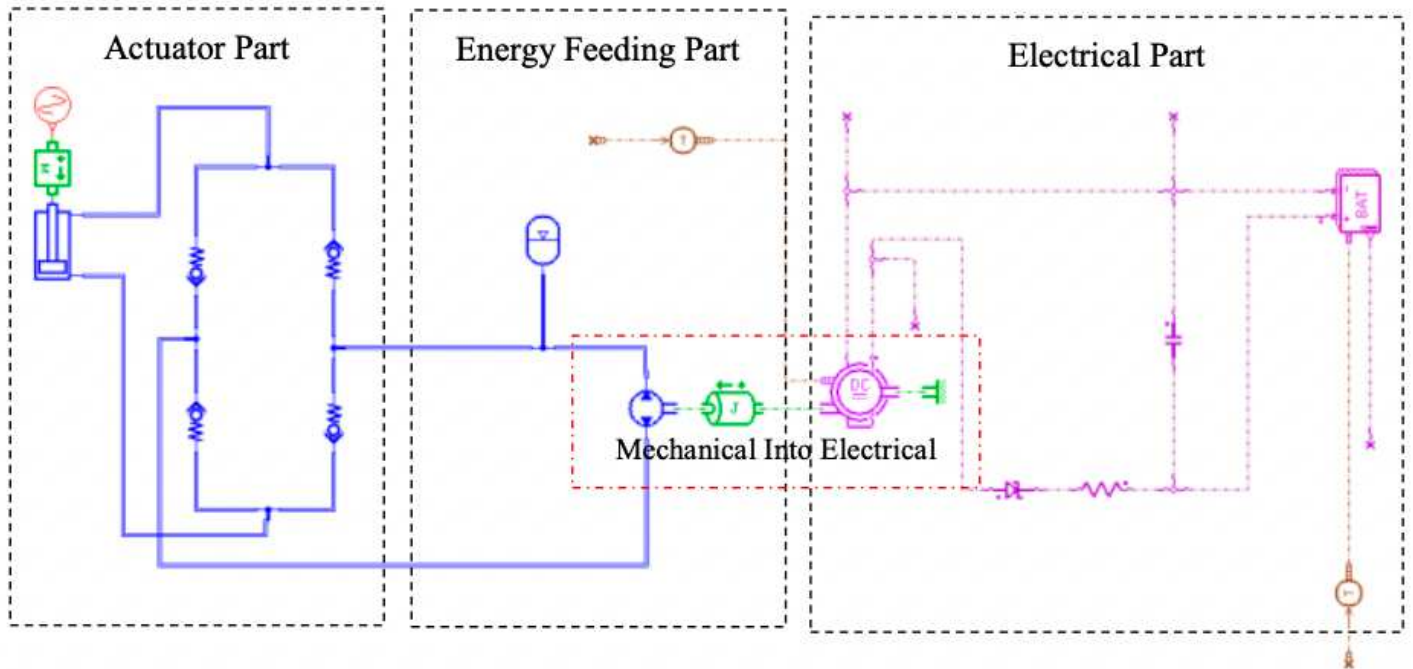 Actuator Part
Energy Feeding Part
Electrical Part
T
BAT
DC
J
Mechanical Into Electrical
T